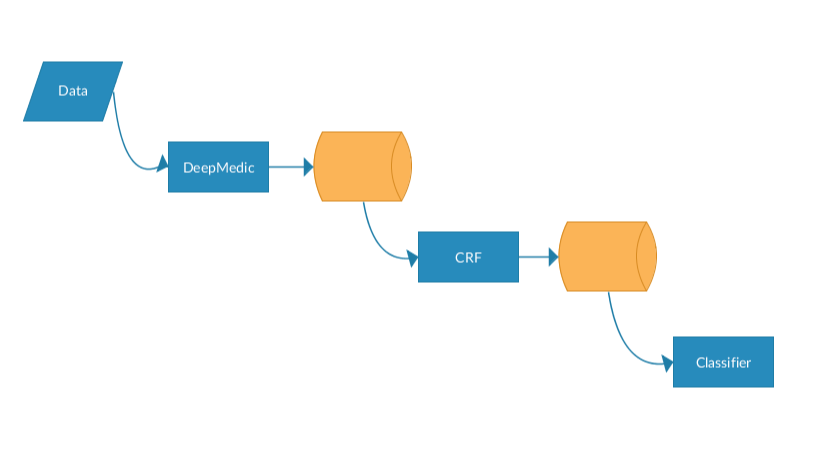 Data
DeepMedic
CRF
Classifier